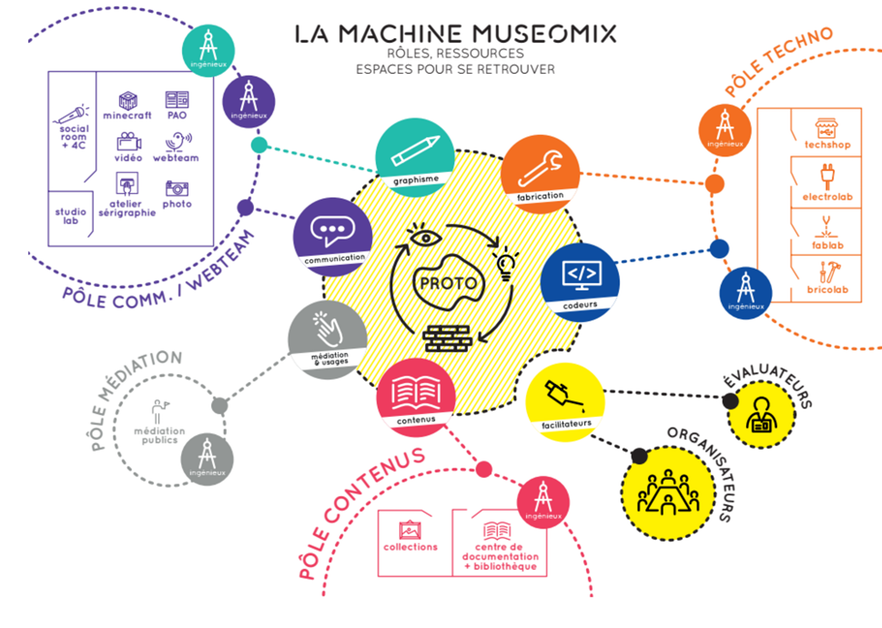 LA MACHINE MUSEOMIX
RÔLES, RESSOURCES
ESPACES POUR SE RETROUVER
ingénieux
ingénieux
social
room
+ 4C
minecraft
PAO
vidéo
webteam
atelier
sérigraphie
photo
studio
lab
PÔLE COMM. / WEBTEAM
graphisme
communication
médiation
& usages
contenus
facilitateurs
codeurs
fabrication
PROTO
PÔLE TECHNO
ingénieux
techshop
electrolab
fablab
bricolab
ingénieux
PÔLE MÉDIATION
médiation
publics
ingénieux
PÔLE CONTENUS
ingénieux
collections
centre de
documentation
+ bibliothèque
ÉVALUATEURS
ORGANISATEURS